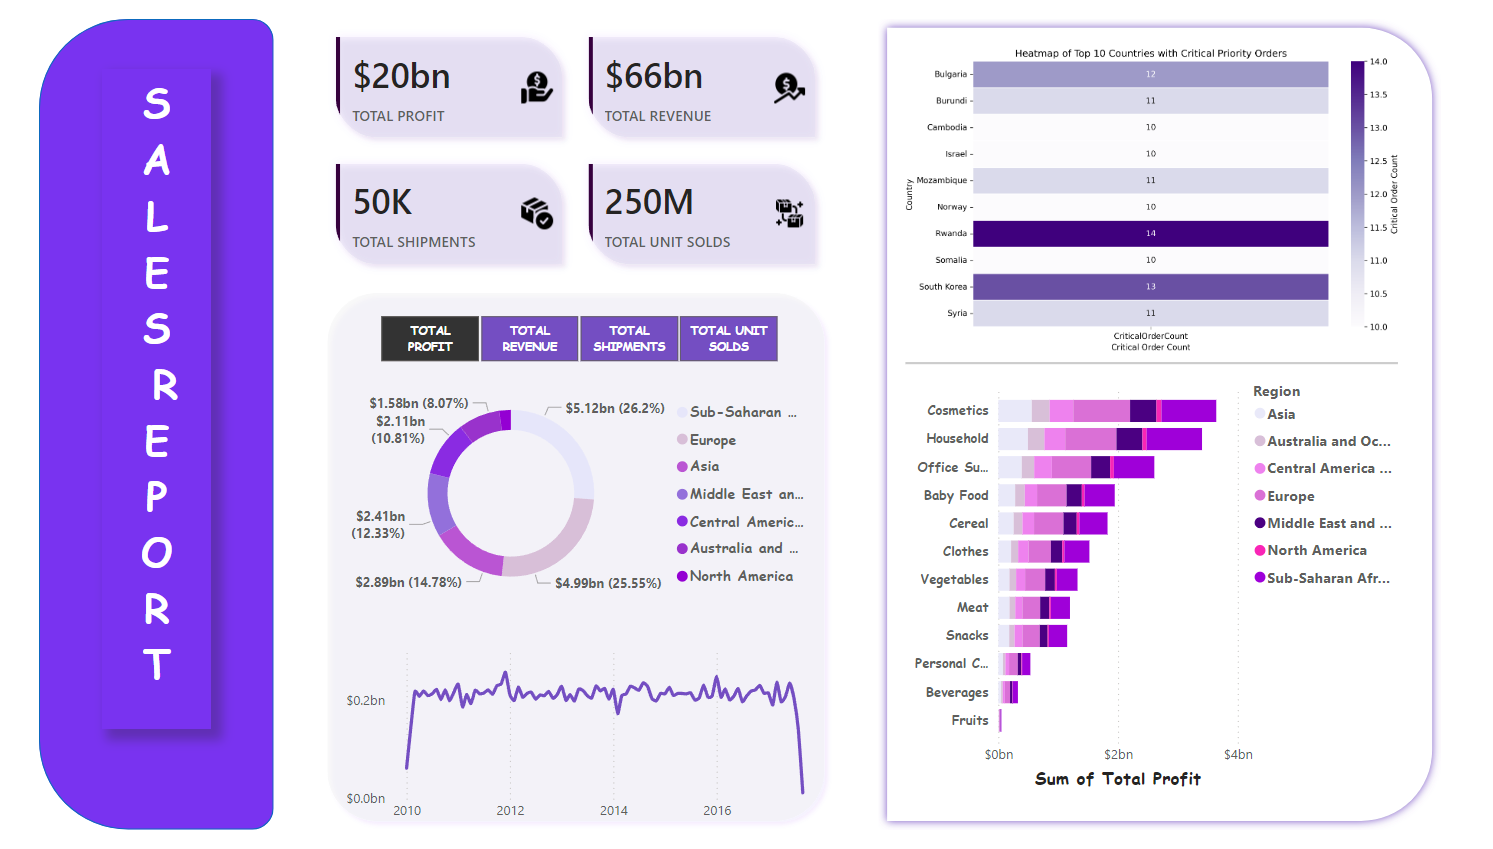 S
A
L
E
S
R
E
P
O
R
T
$20bn
TOTAL PROFIT
$66bn
TOTAL REVENUE
50K
TOTAL SHIPMENTS
250M
TOTAL UNIT SOLDS
TOTAL
PROFIT
TOTAL
REVENUE
TOTAL
SHIPMENTS
TOTAL UNIT
SOLDS
$1.58bn (8.07%)
$2.11bn
(10.81%)
$2.41bn
(12.33%)
$2.89bn (14.78%)
$5.12bn (26.2%)
$4.99bn (25.55%)
Sub-Saharan ...
Europe
Asia
Middle East an...
Central Americ...
Australia and ...
North America
$0.2bn
$0.0bn
2010
2012
2014
2016
Heatmap of Top 10 Countries with Critical Priority Orders
Country
Bulgaria
12
Burundi
11
Cambodia
10
Israel
10
Mozambique
11
Norway
10
Rwanda
14
Somalia
10
South Korea
13
Syria
11
CriticalOrderCount
Critical Order Count
14.0
13.5
13.0
12.5
12.0
11.5
11.0
10.5
10.0
Critical Order Count
Cosmetics
Household
Office Su...
Baby Food
Cereal
Clothes
Vegetables
Meat
Snacks
Personal C...
Beverages
Fruits
$0bn
$2bn
$4bn
Sum of Total Profit
Region
Asia
Australia and Oc...
Central America ...
Europe
Middle East and ...
North America
Sub-Saharan Afr...